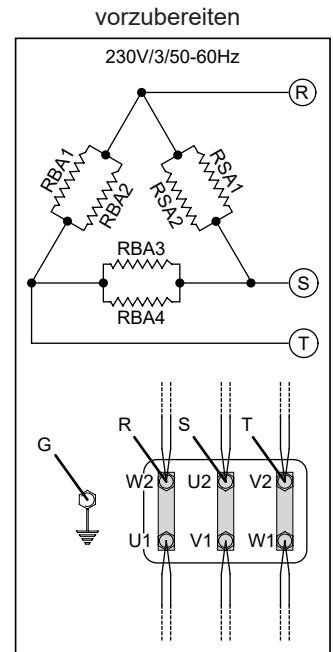 vorzubereiten
230V/3/50-60Hz
R
RBA1
RBA2
RSA1
RSA2
RBA3
RBA4
S
T
G
R S T
W2 U2 V2
U1 V1 W1